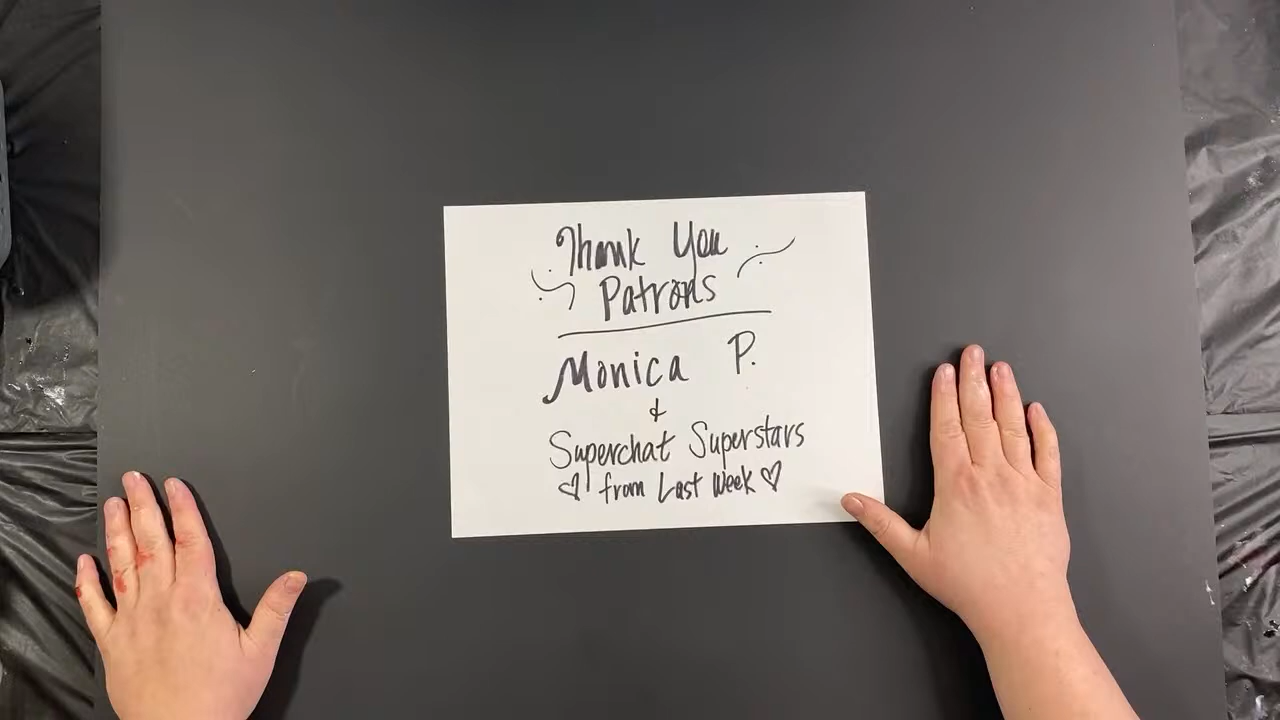 Thank You
Patrons
Monica P.
&
Superchat Superstars
♡ from Last Week ♡